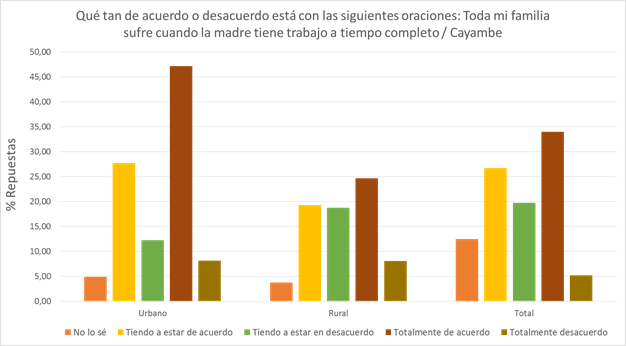 Qué tan de acuerdo o desacuerdo está con las siguientes oraciones: Toda mi familia
sufre cuando la madre tiene trabajo a tiempo completo / Cayambe
50,00
45,00
40,00
35,00
30,00
25,00
20,00
15,00
10,00
5,00
0,00
% Repuestas
Urbano Rural Total
No lo sé Tiendo a estar de acuerdo Tiendo a estar en desacuerdo Totalmente de acuerdo Totalmente desacuerdo